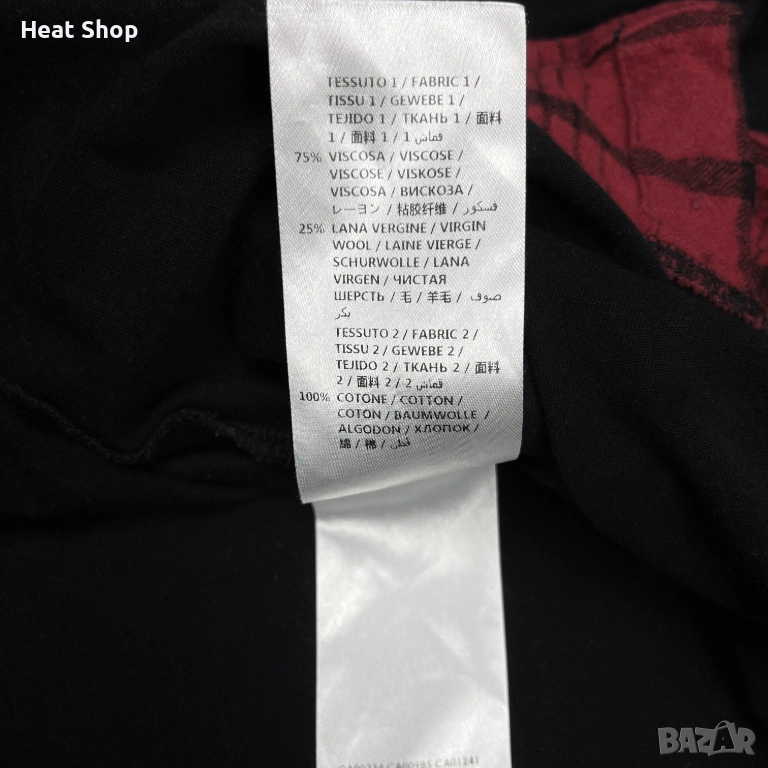 Heat Shop
TESSUTO 1 / FABRIC 1 /
TISSU 1 / GEWEBE 1 /
TEJIDO 1 / ТКАНЬ 1 / 面料
1 / 面料 1 / قماش 1 /
75% VISCOSA / VISCOSE /
VISCOSE / VISKOSE /
VISCOSA / ВИСКОЗА /
レーヨン / 粘胶纤维 / فسكور /
25% LANA VERGINE / VIRGIN
WOOL / LAINE VIERGE /
SCHURWOLLE / LANA
VIRGEN / ЧИСТАЯ
ШЕРСТЬ / 毛 / 羊毛 / صوف
بكر
TESSUTO 2 / FABRIC 2 /
TISSU 2 / GEWEBE 2 /
TEJIDO 2 / ТКАНЬ 2 / 面料
2 / 面料 2 / قماش 2 /
100% COTONE / COTTON /
COTON / BAUMWOLLE /
ALGODON / ХЛОПОК /
綿 / 棉 / قطن /
CA01241
BAZAR